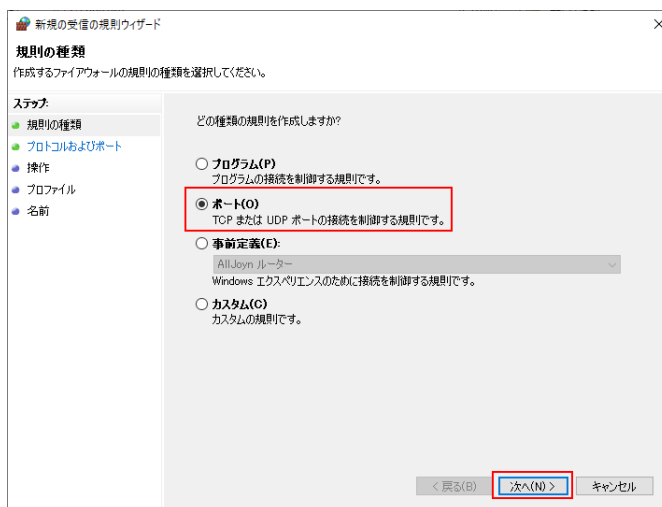 新規の受信の規則ウィザード
規則の種類
作成するファイアウォールの規則の種類を選択してください。
ステップ:
規則の種類
プロトコルおよびポート
操作
プロファイル
名前
どの種類の規則を作成しますか?
プログラム(P)
プログラムの接続を制御する規則です。
ポート(O)
TCP または UDP ポートの接続を制御する規則です。
事前定義(E):
AllJoyn ルーター
Windows エクスペリエンスのために接続を制御する規則です。
カスタム(C)
カスタムの規則です。
< 戻る(B) 次へ(N) > キャンセル